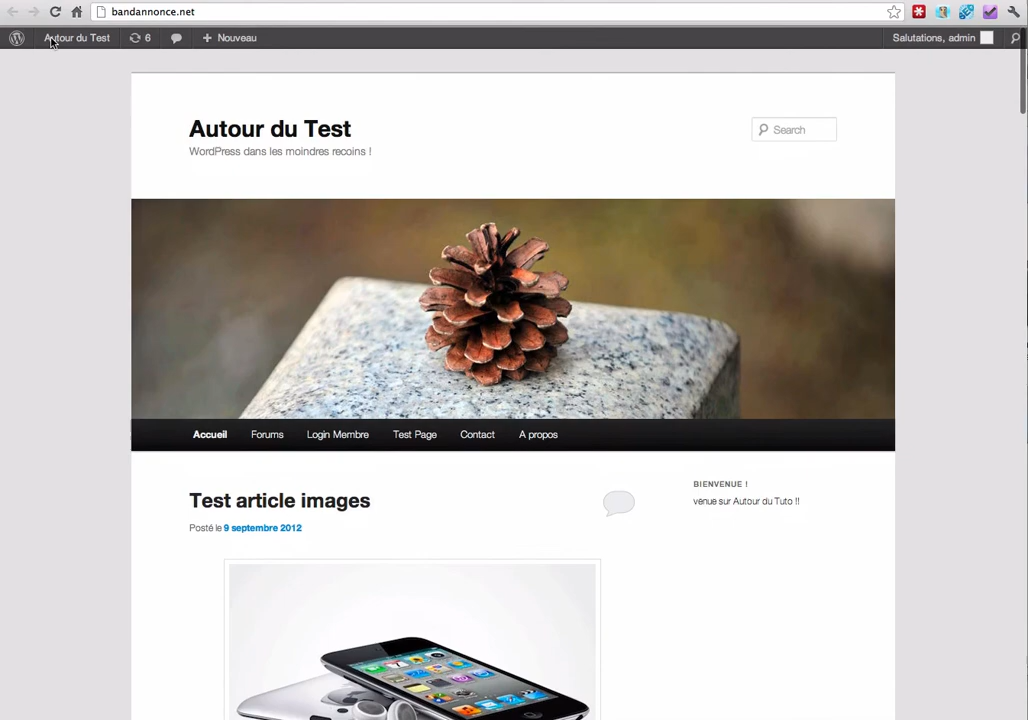 bandannonce.net
Autour du Test
6
Nouveau
Salutations, admin
Autour du Test
WordPress dans les moindres recoins !
Search
Accueil
Forums
Login Membre
Test Page
Contact
A propos
Test article images
Posté le 9 septembre 2012
BIENVENUE !
venue sur Autour du Tuto !!